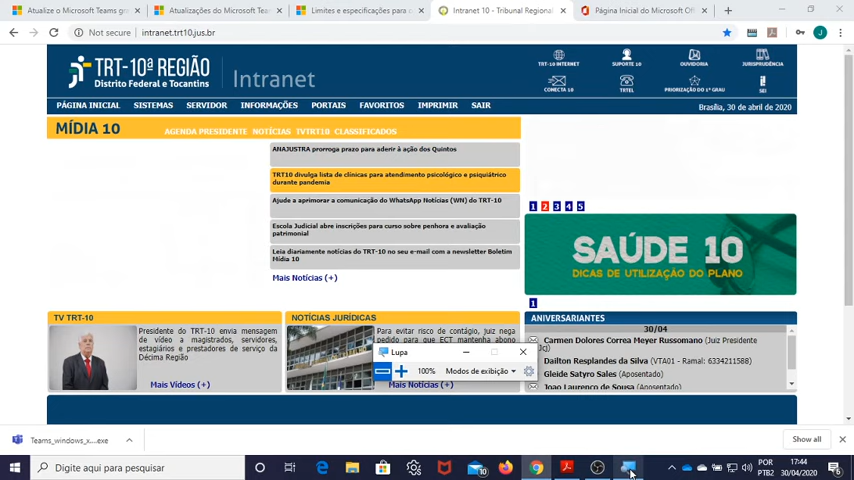 Atualize o Microsoft Teams gra
Atualizações do Microsoft Team
Limites e especificações para o
Intranet 10 - Tribunal Regional
Página Inicial do Microsoft Off
Not secure
intranet.trt10.jus.br
TRT-10ª REGIÃO
Distrito Federal e Tocantins
Intranet
TRT-10 INTERNET
SUPORTE 10
OUVIDORIA
JURISPRUDÊNCIA
CONECTA 10
TRTEL
PRIORIZAÇÃO DO 1º GRAU
SEI
PÁGINA INICIAL SISTEMAS SERVIDOR INFORMAÇÕES PORTAIS FAVORITOS IMPRIMIR SAIR
Brasília, 30 de abril de 2020
MÍDIA 10
AGENDA PRESIDENTE NOTÍCIAS TVTRT10 CLASSIFICADOS
ANAJUSTRA prorroga prazo para aderir à ação dos Quintos
TRT10 divulga lista de clínicas para atendimento psicológico e psiquiátrico
durante pandemia
Ajude a aprimorar a comunicação do WhatsApp Notícias (WN) do TRT-10
Escola Judicial abre inscrições para curso sobre penhora e avaliação
patrimonial
Leia diariamente notícias do TRT-10 no seu e-mail com a newsletter Boletim
Mídia 10
Mais Notícias (+)
1 2 3 4 5
SAÚDE 10
DICAS DE UTILIZAÇÃO DO PLANO
1
TV TRT-10
Presidente do TRT-10 envia mensagem
de vídeo a magistrados, servidores,
estagiários e prestadores de serviço da
Décima Região
Mais Vídeos (+)
NOTÍCIAS JURÍDICAS
Para evitar risco de contágio, juiz nega
pedido para que ECT mantenha abono
Mais Notícias (+)
ANIVERSARIANTES
30/04
Carmen Dolores Correa Meyer Russomano (Juiz Presidente
Jq)
Dailton Resplandes da Silva (VTA01 - Ramal: 6334211588)
Gleide Satyro Sales (Aposentado)
Joao Lourenco de Sousa (Aposentado)
Lupa
100%
Modos de exibição
Teams_windows_x....exe
Show all
Digite aqui para pesquisar
POR
PTB2
17:44
30/04/2020